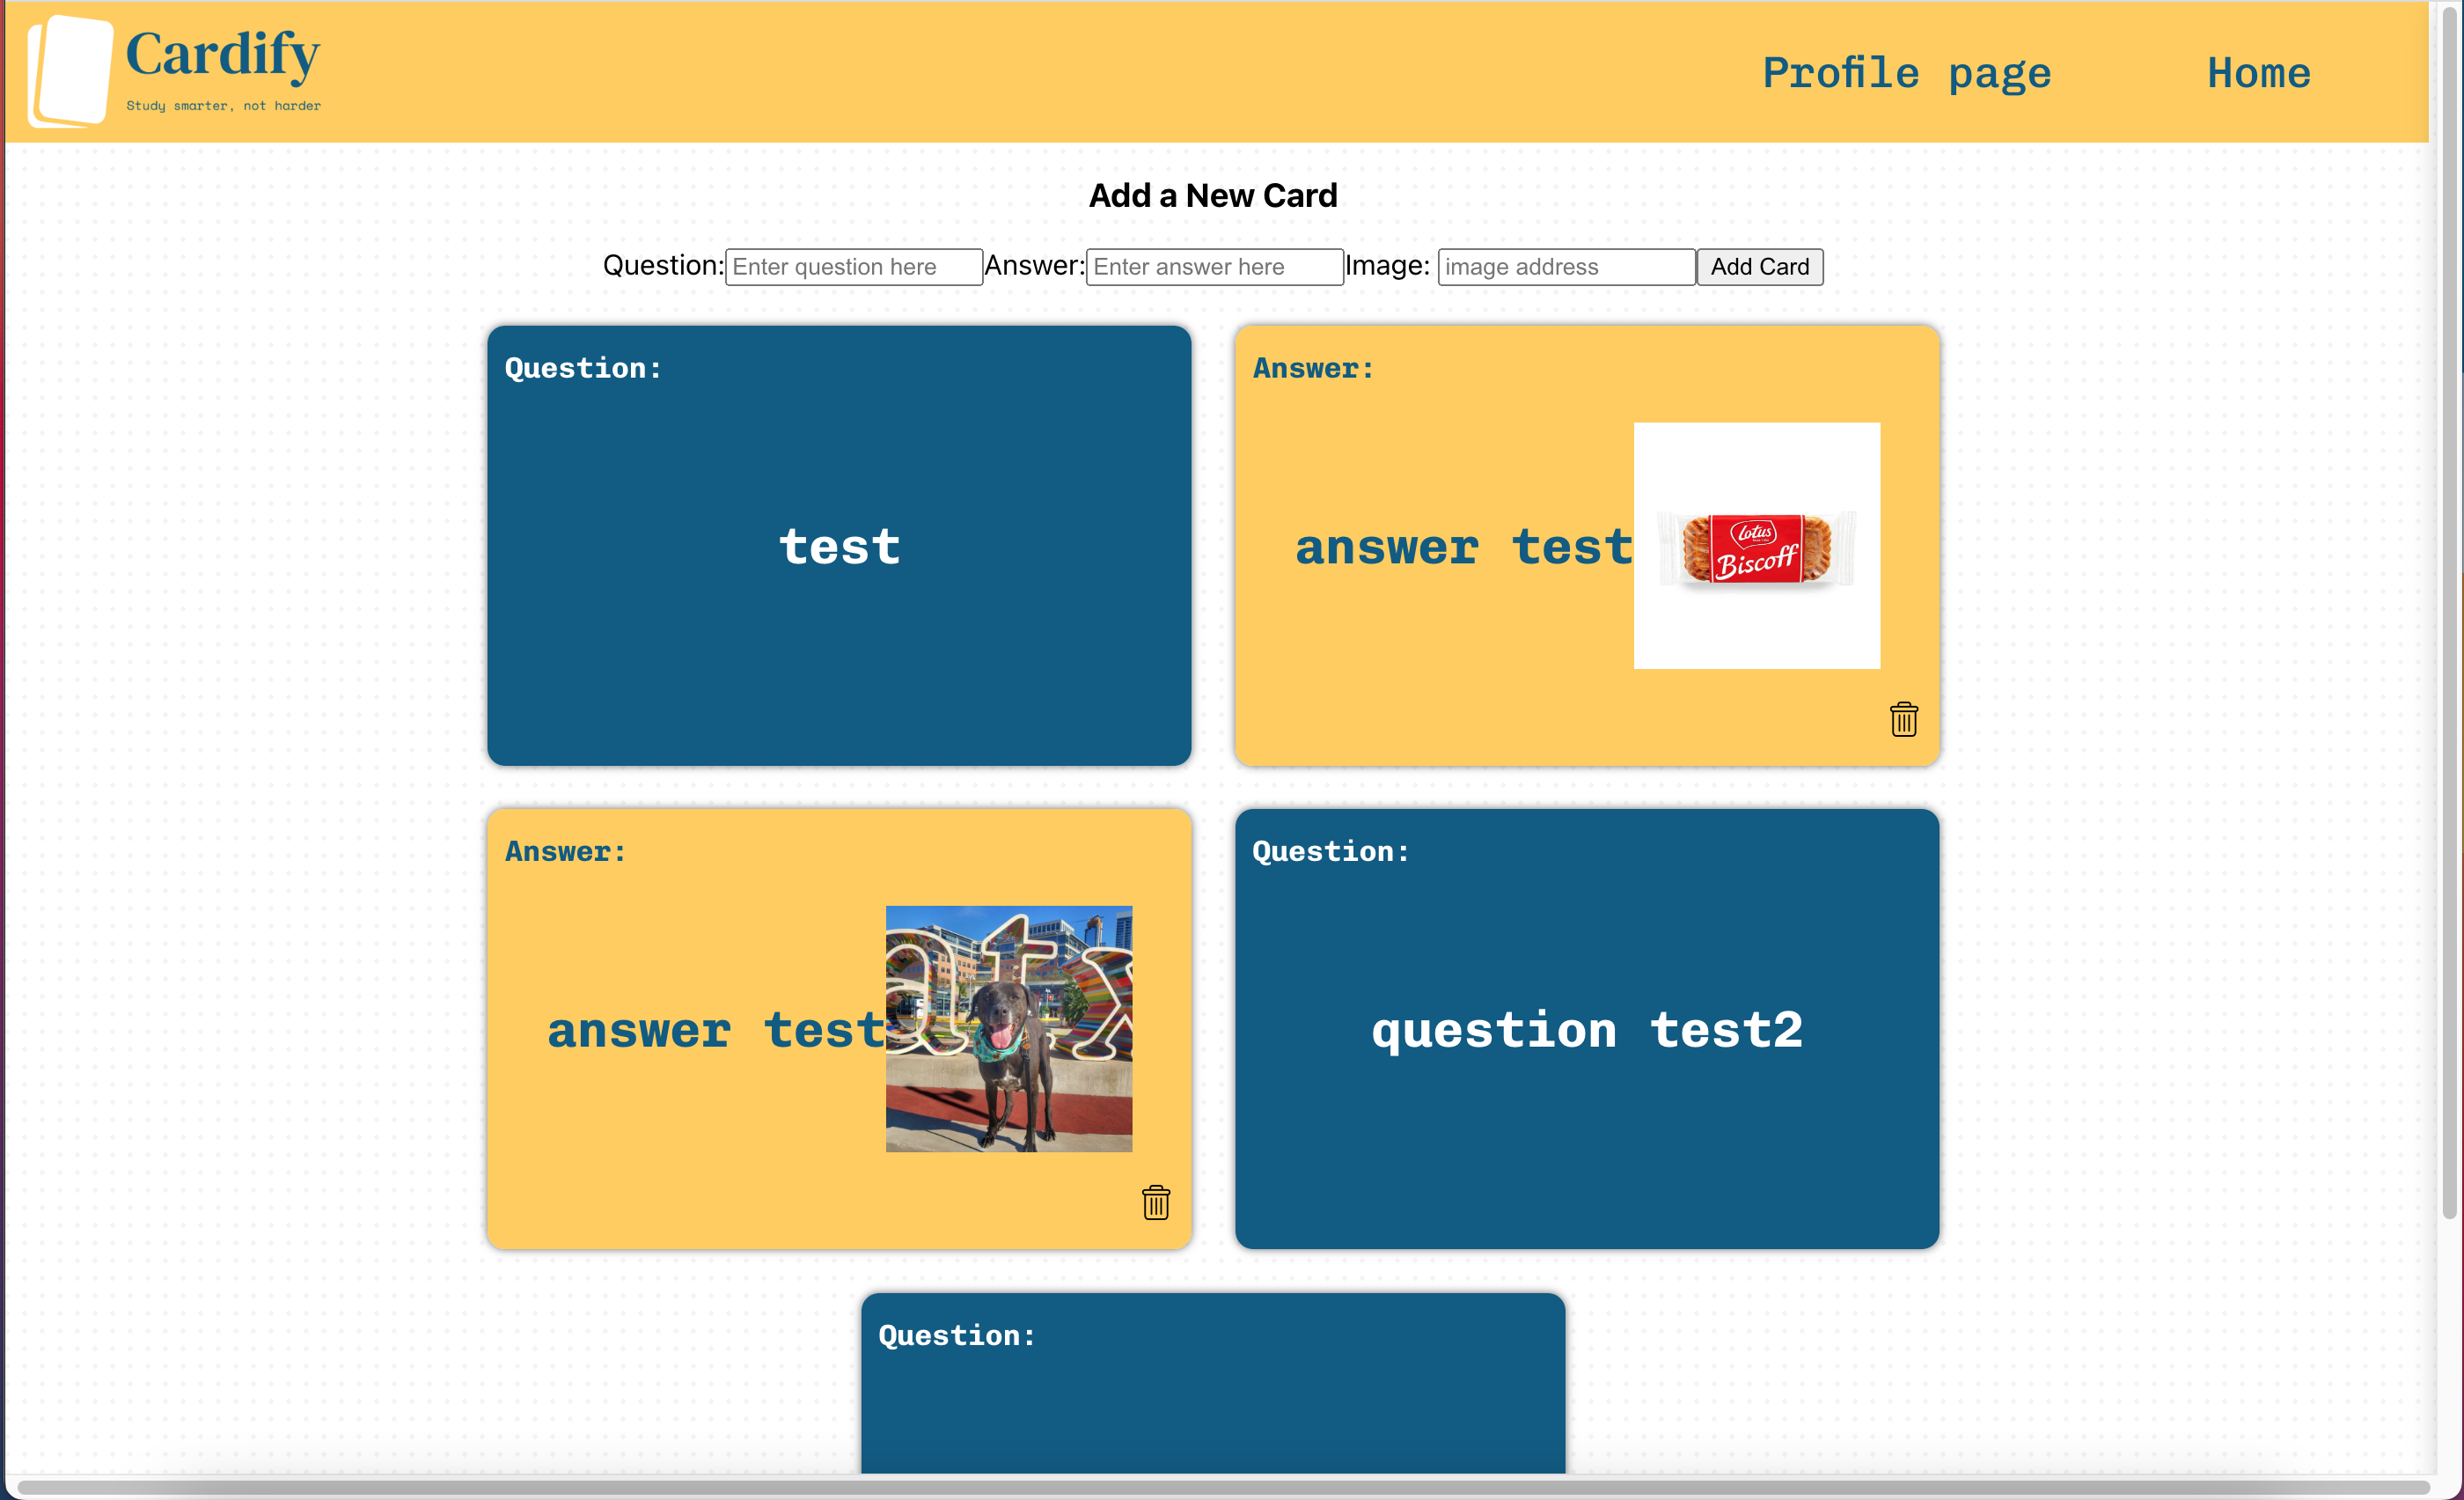 Cardify
Study smarter, not harder
Profile page
Home
Add a New Card
Question: Enter question here Answer: Enter answer here Image: image address Add Card
Question:
test
Answer:
answer test
Lotus
Biscoff
Answer:
answer test
atx
Question:
question test2
Question: